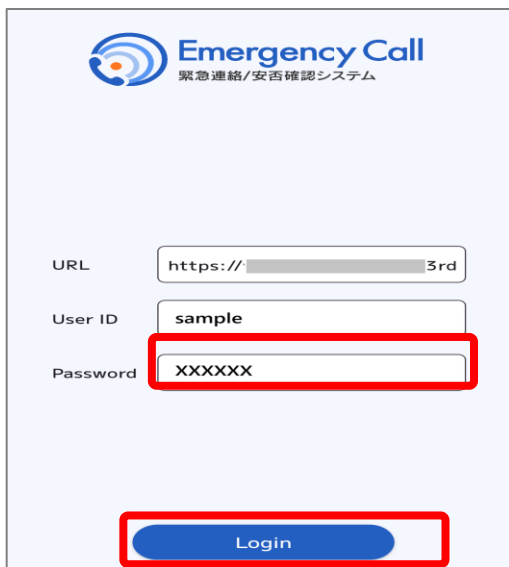 Emergency Call
緊急連絡/安否確認システム
URL https:// 3rd
User ID sample
Password XXXXXX
Login